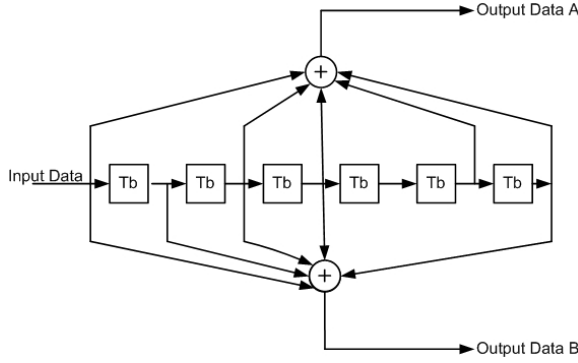 Output Data A
+
Input Data
Tb Tb Tb Tb Tb Tb
+
Output Data B